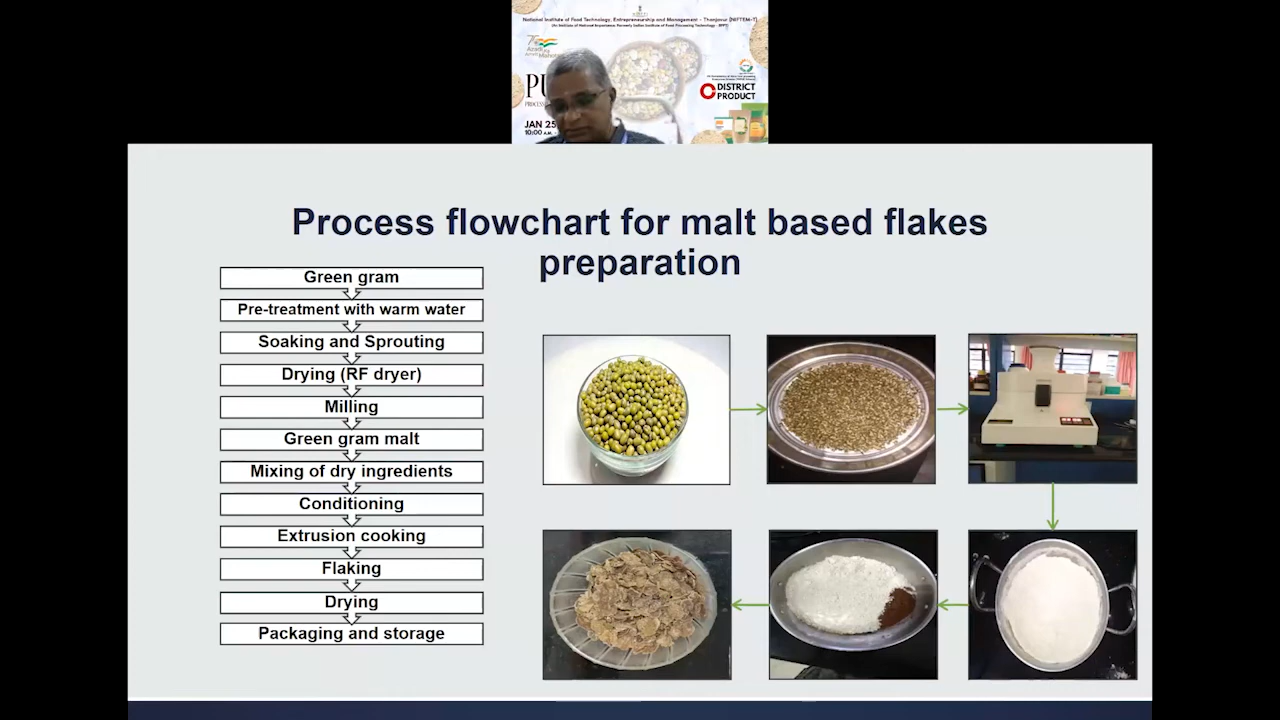 National Institute of Food Technology, Entrepreneurship and Management - Thanjavur (NIFTEM-T)
(An Institute of National Importance; Formerly Indian Institute of Food Processing Technology - IIFPT)
Azadi
DISTRICT
PRODUCT
JAN 25
10:00 A.M.
Process flowchart for malt based flakes
preparation
Green gram
Pre-treatment with warm water
Soaking and Sprouting
Drying (RF dryer)
Milling
Green gram malt
Mixing of dry ingredients
Conditioning
Extrusion cooking
Flaking
Drying
Packaging and storage